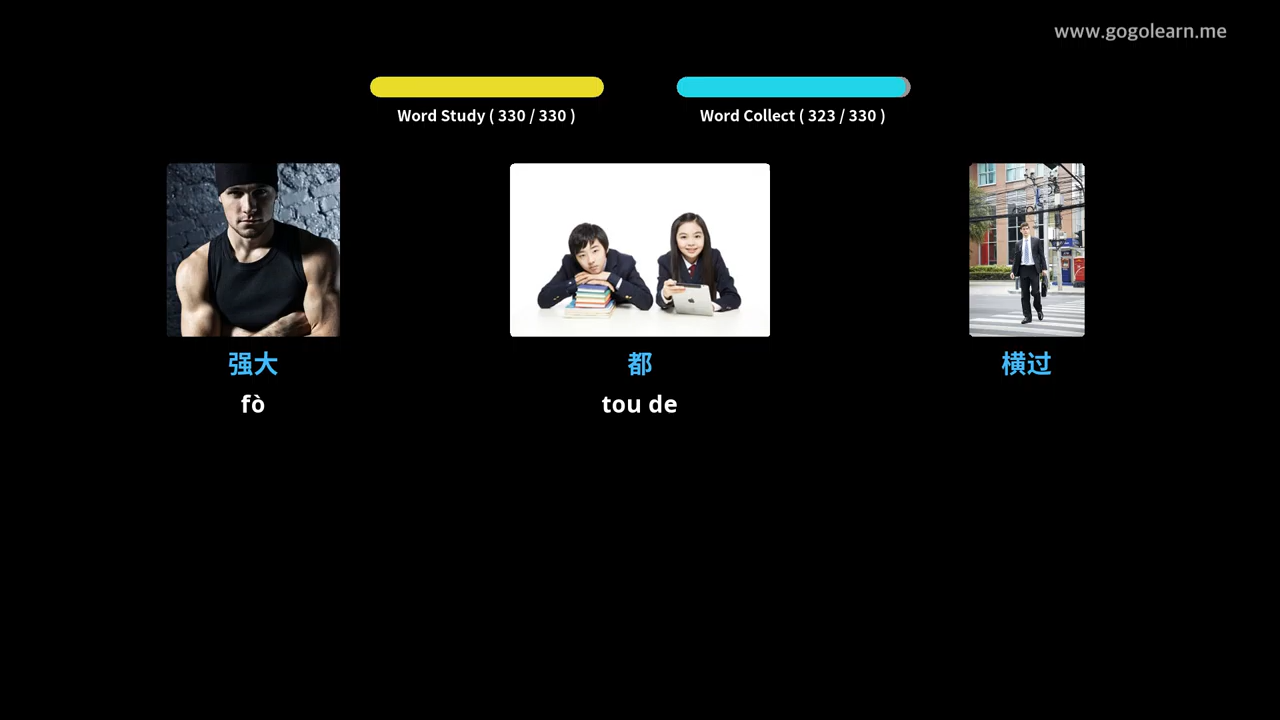 www.gogolearn.me
Word Study ( 330 / 330 )
Word Collect ( 323 / 330 )
强大
都
横过
fò
tou de